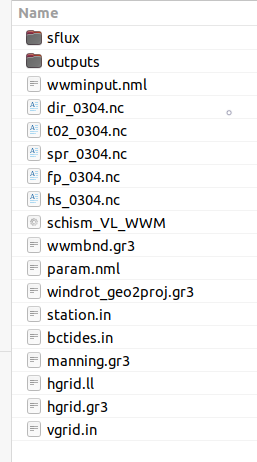 Name
sflux
outputs
wwminput.nml
dir_0304.nc
t02_0304.nc
spr_0304.nc
fp_0304.nc
hs_0304.nc
schism_VL_WWM
wwmbnd.gr3
param.nml
windrot_geo2proj.gr3
station.in
bctides.in
manning.gr3
hgrid.ll
hgrid.gr3
vgrid.in